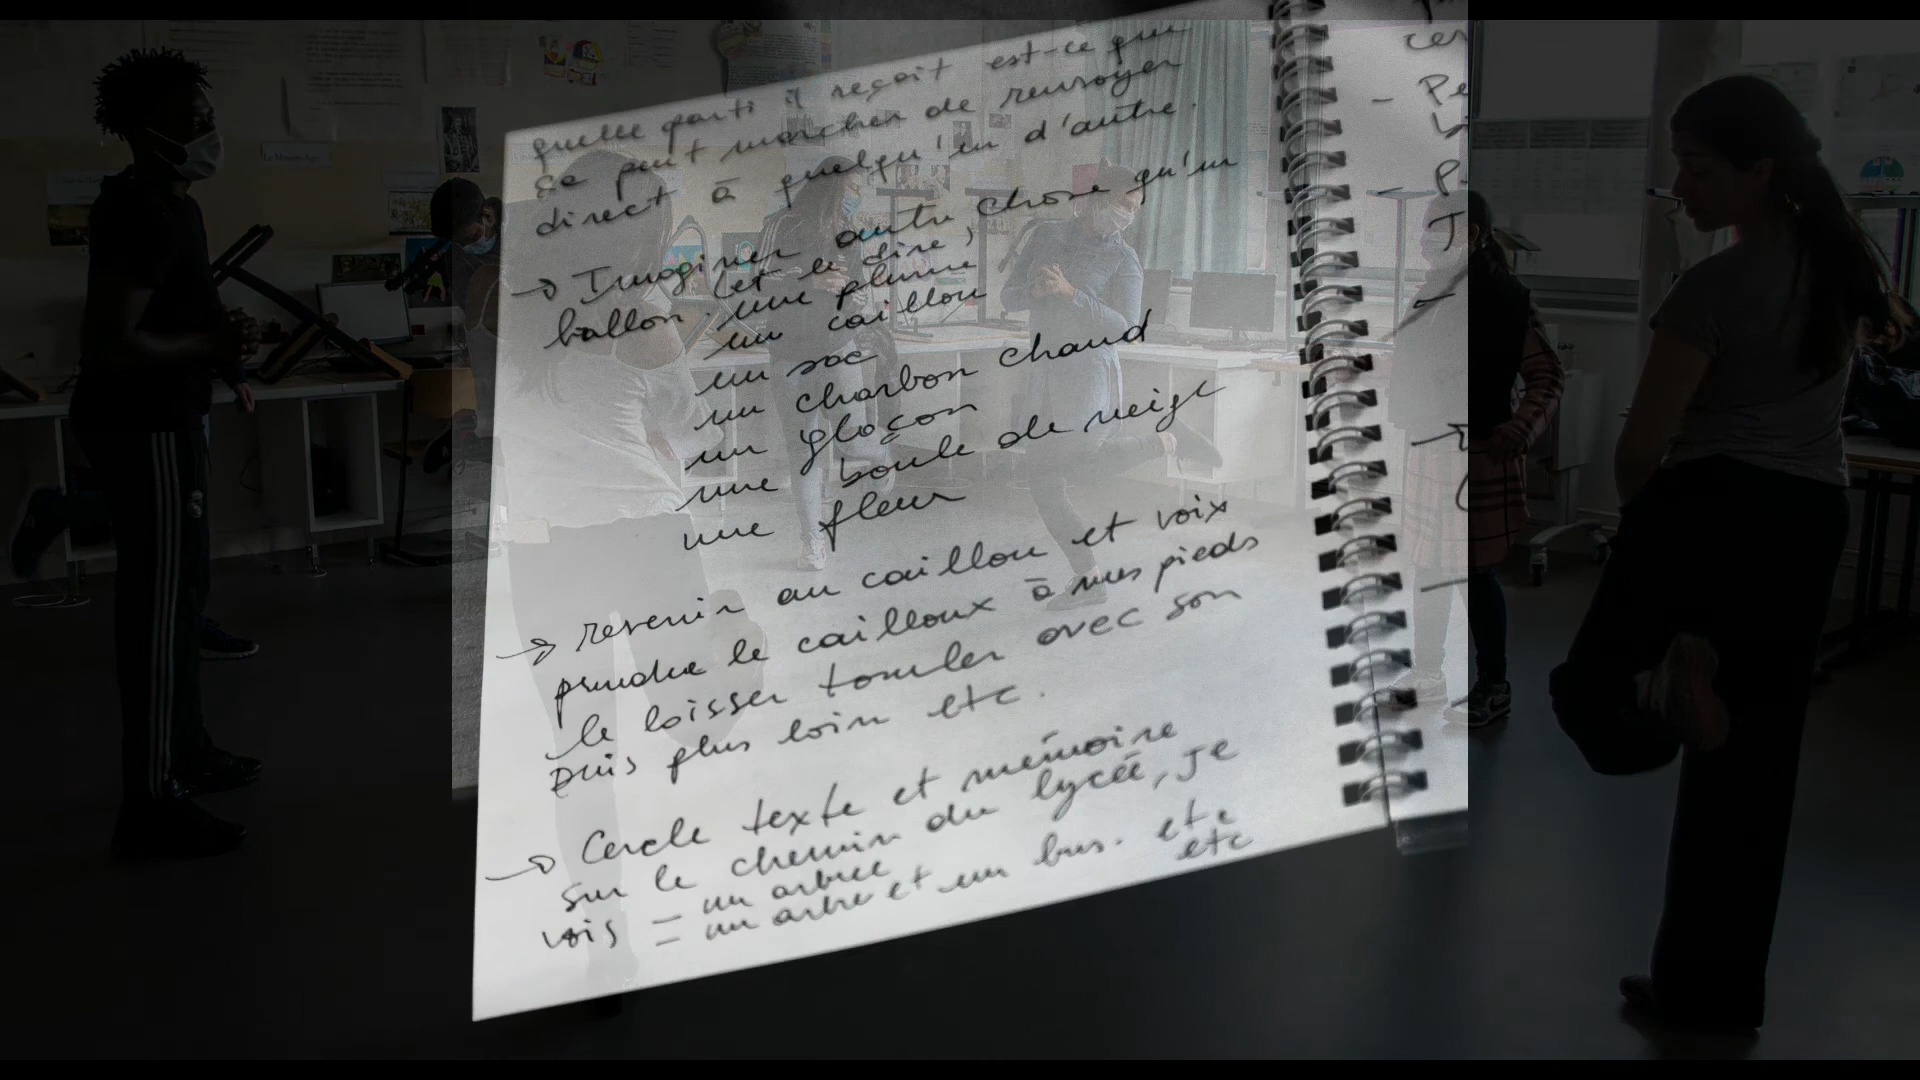 quelle parti il reçoit est-ce que
ça peut marcher de renvoyer
direct à quelqu'un d'autre.
→ Imaginer autre chose qu'un
ballon. (et le dire,
une plume
un caillou
un sac
un charbon chaud
un glaçon
une boule de neige
une fleur
→ revenir au caillou et voix
prendre le cailloux à mes pieds
le laisser tomber avec son
puis plus loin etc.
→ Cercle texte et mémoire
sur le chemin du lycée, je
vois = un arbre
= un arbre et un bus. etc
etc
Pe
P
J